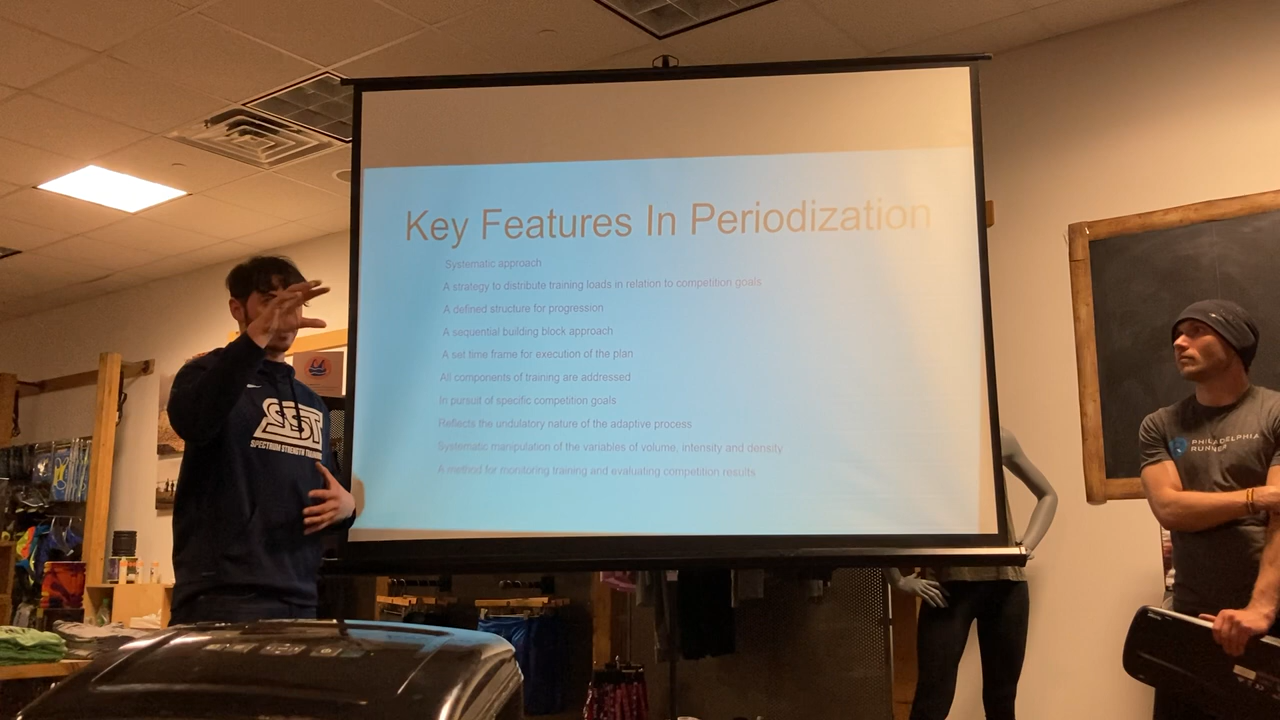 Key Features In Periodization
Systematic approach
A strategy to distribute training loads in relation to competition goals
A defined structure for progression
A sequential building block approach
A set time frame for execution of the plan
All components of training are addressed
In pursuit of specific competition goals
Reflects the undulatory nature of the adaptive process
Systematic manipulation of the variables of volume, intensity and density
A method for monitoring training and evaluating competition results
SST
SPECTRUM STRENGTH TRAINING
PHILADELPHIA
RUNNER